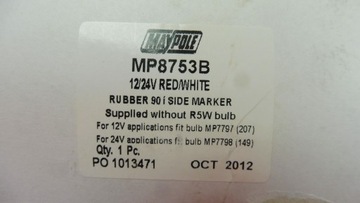 MAYPOLE
MP8753B
12/24V RED/WHITE
RUBBER 90 i SIDE MARKER
Supplied without R5W bulb
For 12V applications fit bulb MP7797 (207)
For 24V applications fit bulb MP7798 (149)
Qty. 1 Pc.
PO 1013471 OCT 2012